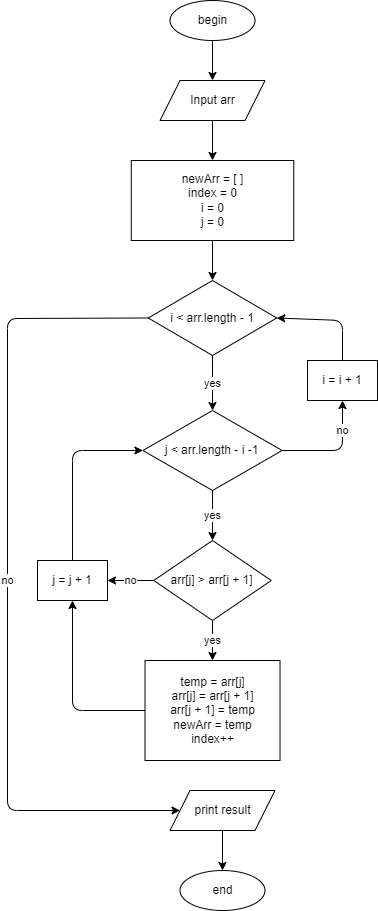 begin
Input arr
newArr = [ ]
index = 0
i = 0
j = 0
i < arr.length - 1
yes
i = i + 1
no
j < arr.length - i -1
yes
arr[j] > arr[j + 1]
no
j = j + 1
no
yes
temp = arr[j]
arr[j] = arr[j + 1]
arr[j + 1] = temp
newArr = temp
index++
print result
end